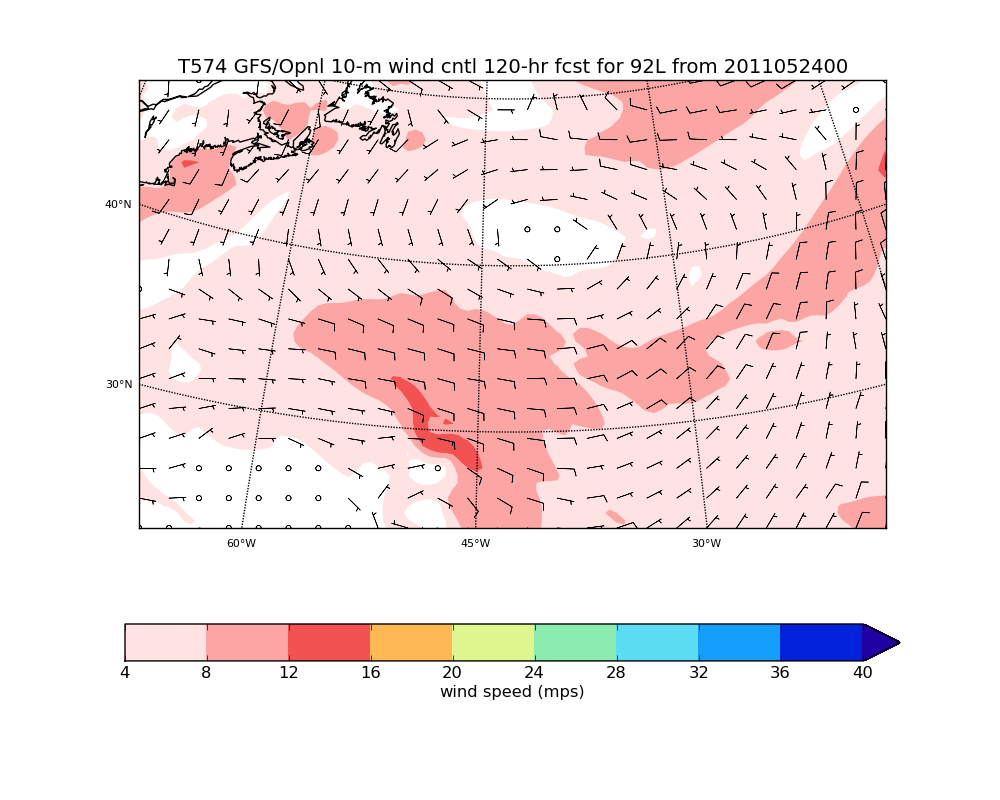 T574 GFS/Opnl 10-m wind cntl 120-hr fcst for 92L from 2011052400
40°N
30°N
60°W 45°W 30°W
4 8 12 16 20 24 28 32 36 40
wind speed (mps)